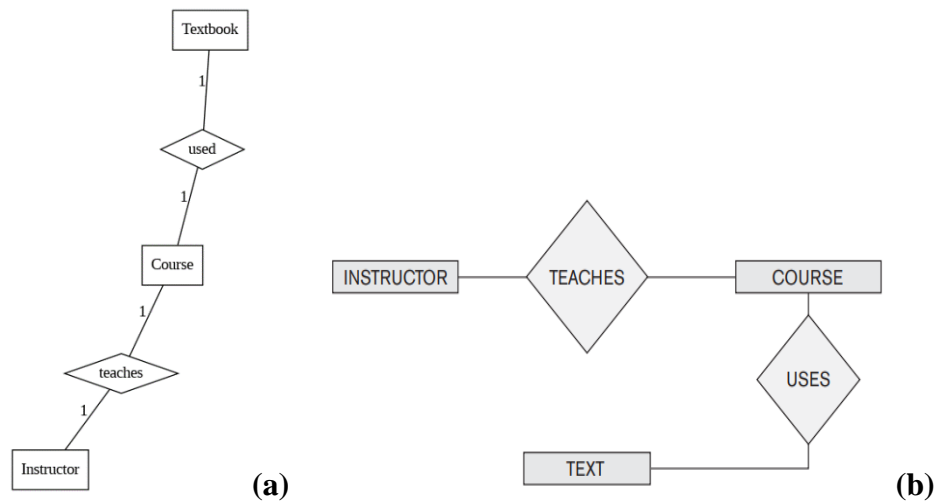 Textbook
1
used
1
Course
1
teaches
1
Instructor
(a)
INSTRUCTOR
TEACHES
COURSE
USES
TEXT
(b)